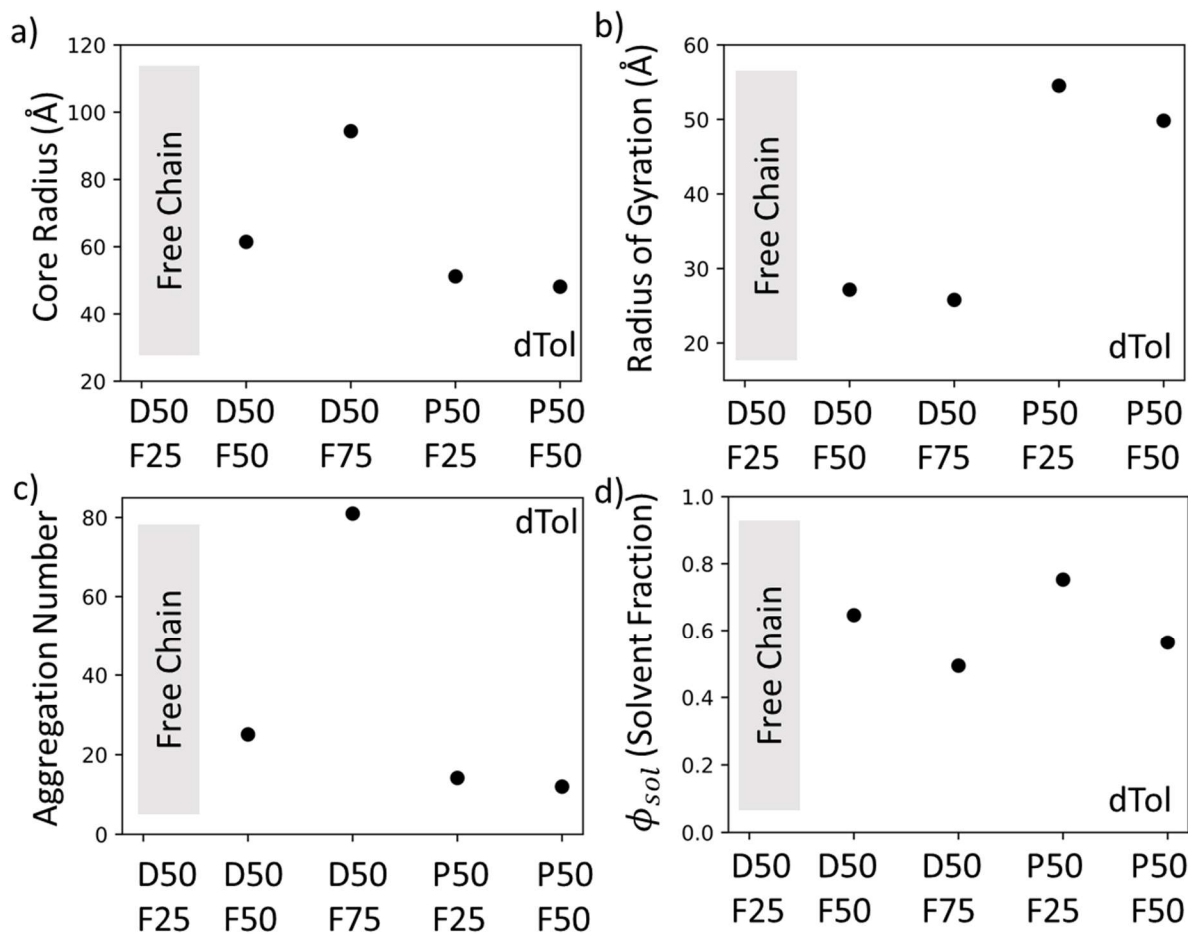 a)
Core Radius (Å)
120
100
80
60
40
20
Free Chain
dTol
D50 D50 D50 P50 P50
F25 F50 F75 F25 F50
b)
Radius of Gyration (Å)
60
50
40
30
20
Free Chain
dTol
D50 D50 D50 P50 P50
F25 F50 F75 F25 F50
c)
Aggregation Number
80
60
40
20
0
Free Chain
dTol
D50 D50 D50 P50 P50
F25 F50 F75 F25 F50
d)
ϕsol (Solvent Fraction)
1.0
0.8
0.6
0.4
0.2
0.0
Free Chain
dTol
D50 D50 D50 P50 P50
F25 F50 F75 F25 F50